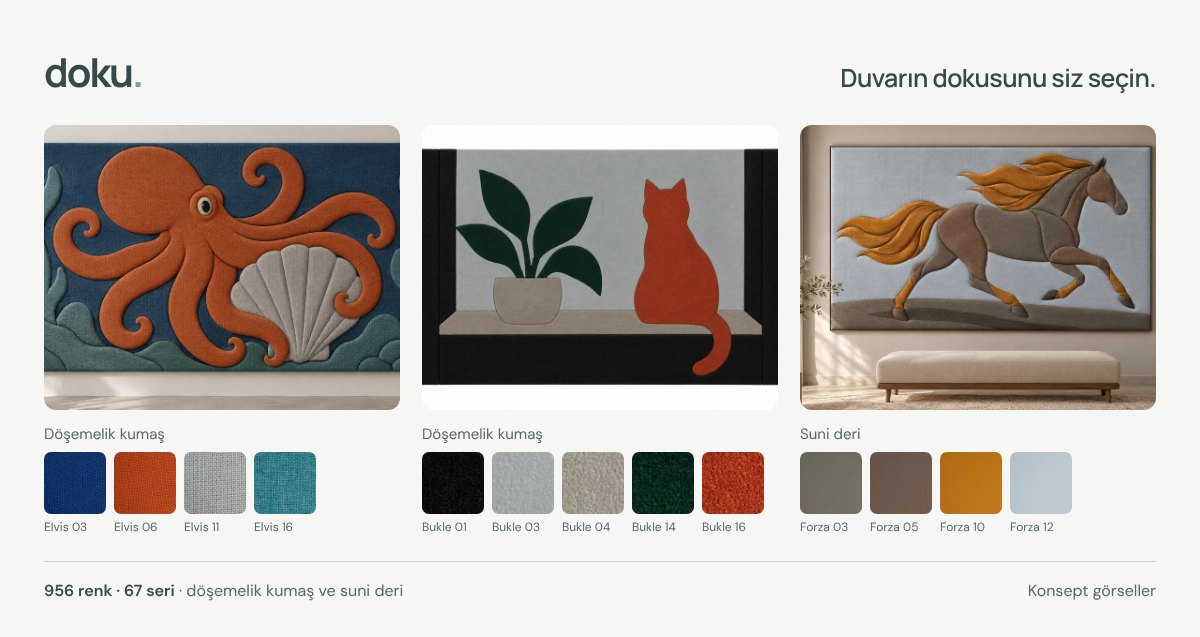 doku.
Duvarın dokusunu siz seçin.
Döşemelik kumaş
Elvis 03
Elvis 06
Elvis 11
Elvis 16
Döşemelik kumaş
Bukle 01
Bukle 03
Bukle 04
Bukle 14
Bukle 16
Suni deri
Forza 03
Forza 05
Forza 10
Forza 12
956 renk · 67 seri · döşemelik kumaş ve suni deri
Konsept görseller